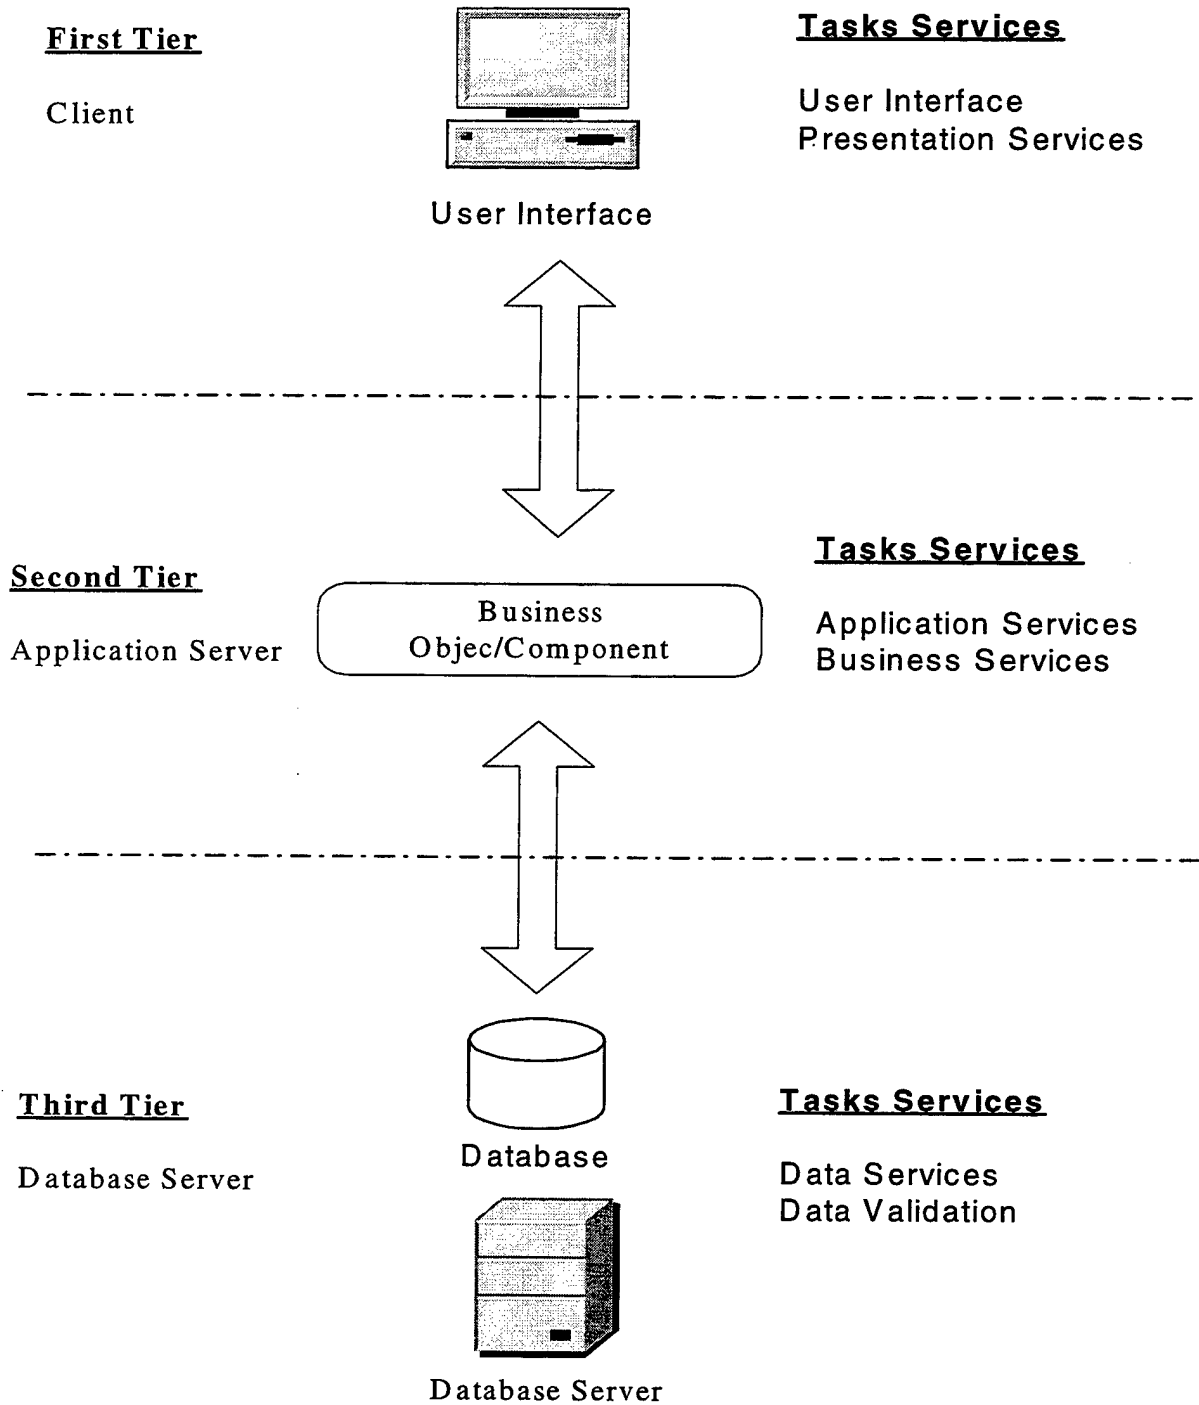 First Tier
Client
User Interface
Tasks Services
User Interface
Presentation Services
Second Tier
Application Server
Business
Objec/Component
Tasks Services
Application Services
Business Services
Third Tier
Database Server
Database
Database Server
Tasks Services
Data Services
Data Validation